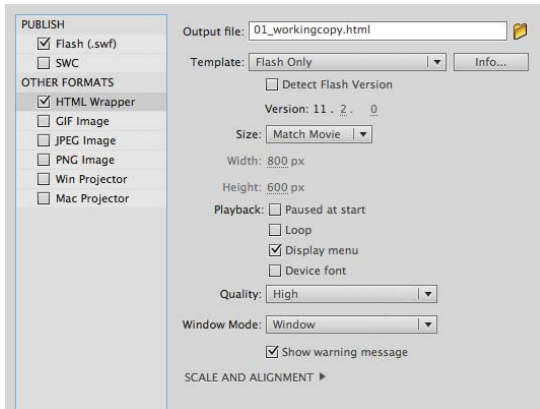 PUBLISH
Flash (.swf)
SWC
OTHER FORMATS
HTML Wrapper
GIF Image
JPEG Image
PNG Image
Win Projector
Mac Projector
Output file: 01_workingcopy.html
Template: Flash Only Info...
Detect Flash Version
Version: 11 . 2 . 0
Size: Match Movie
Width: 800 px
Height: 600 px
Playback: Paused at start
Loop
Display menu
Device font
Quality: High
Window Mode: Window
Show warning message
SCALE AND ALIGNMENT